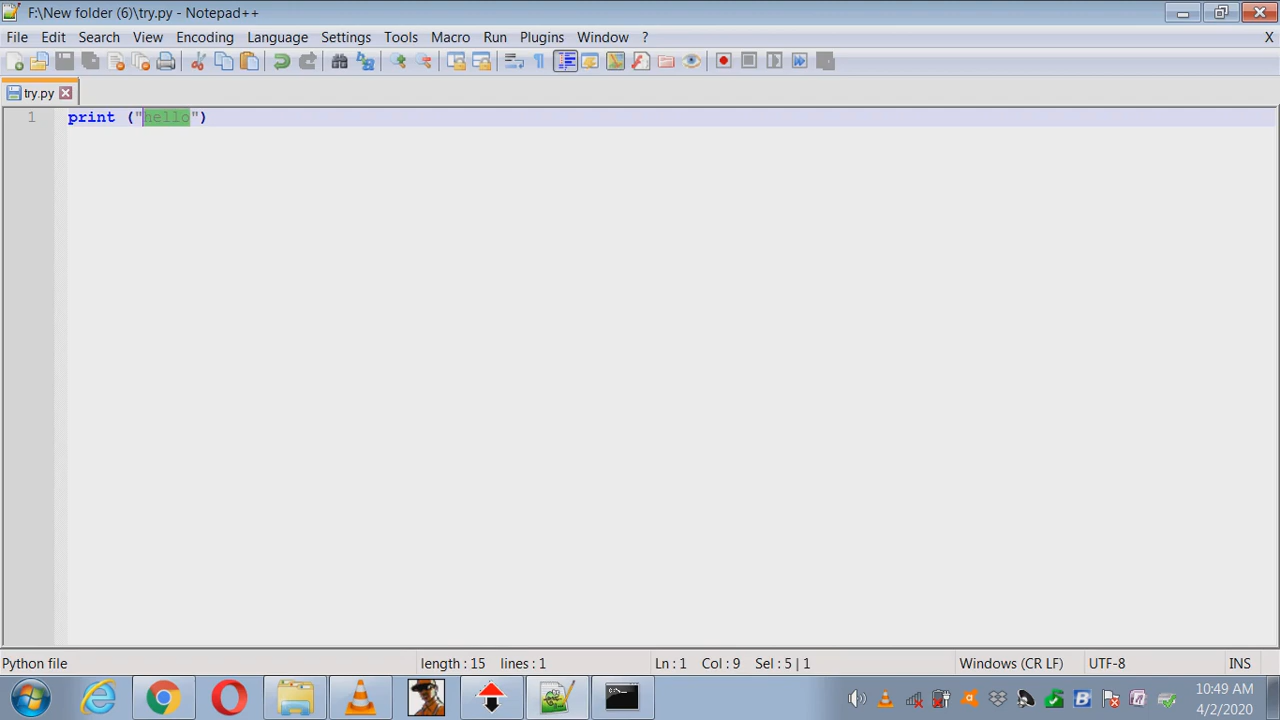 F:\New folder (6)\try.py - Notepad++
File Edit Search View Encoding Language Settings Tools Macro Run Plugins Window ? X
try.py
1 print ("hello")
Python file length : 15 lines : 1 Ln : 1 Col : 9 Sel : 5 | 1 Windows (CR LF) UTF-8 INS
10:49 AM
4/2/2020